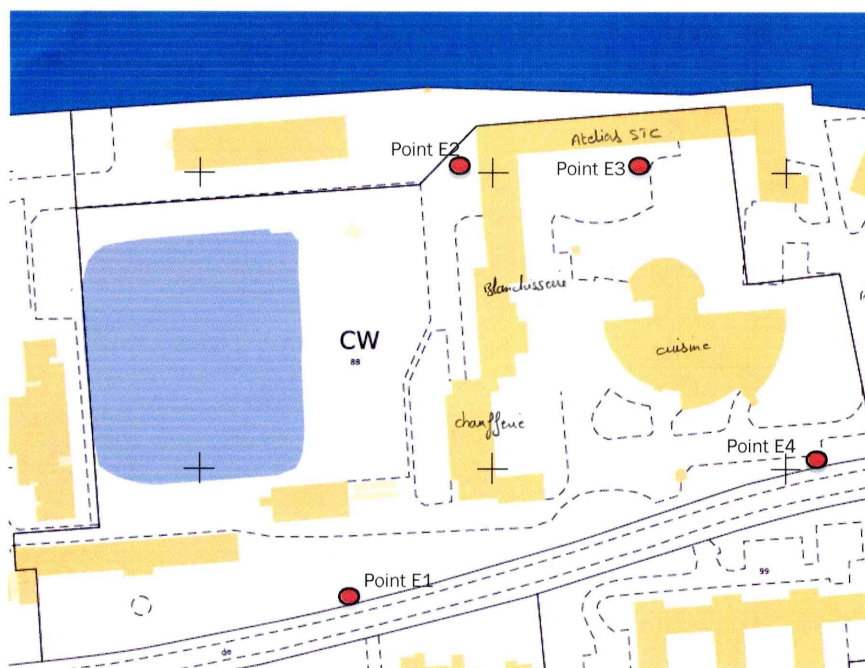 Ateliers STC
Point E2
Point E3
Blanchisserie
CW
88
cuisine
chaufferie
Point E4
99
Point E1
de